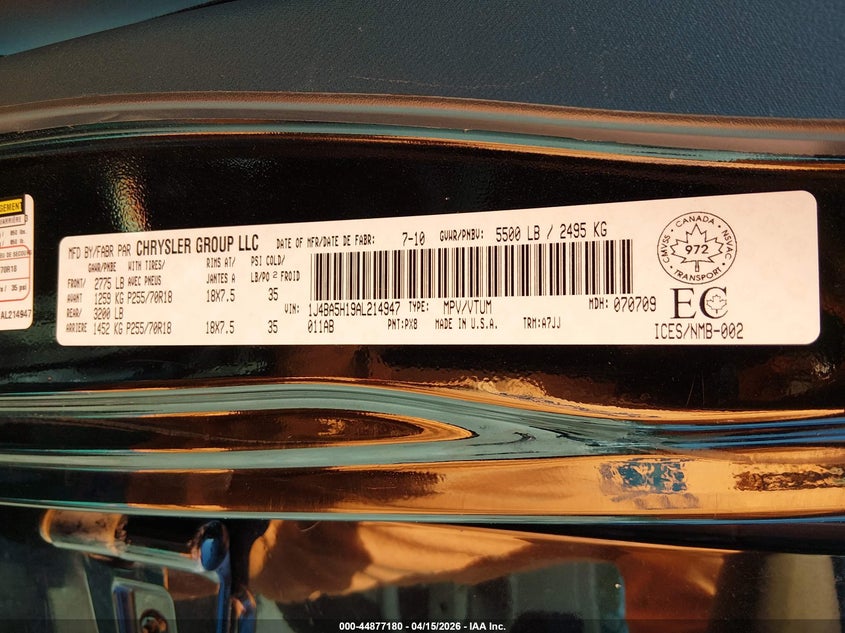 GEMENT
ARRIÈRE B
70R18
s / 35 psi
AL214947
MFD BY/FABR PAR CHRYSLER GROUP LLC DATE OF MFR/DATE DE FABR: 7-10 GVWR/PNBV: 5500 LB / 2495 KG
GAWR/PNBE WITH TIRES/ RIMS AT/ PSI COLD/
FRONT/ 2775 LB AVEC PNEUS JANTES A LB/PO 2 FROID
AVANT 1259 KG P255/70R18 18X7.5 35
REAR/ 3200 LB
ARRIERE 1452 KG P255/70R18 18X7.5 35
VIN: 1J4BA5H19AL214947 TYPE: MPV/VTUM MDH: 070709
011AB PNT:PX8 MADE IN U.S.A. TRM:A7JJ
CANADA
CMVSS 972 NSVAC
TRANSPORT
EC
ICES/NMB-002
000-44877180 - 04/15/2026 - IAA Inc.